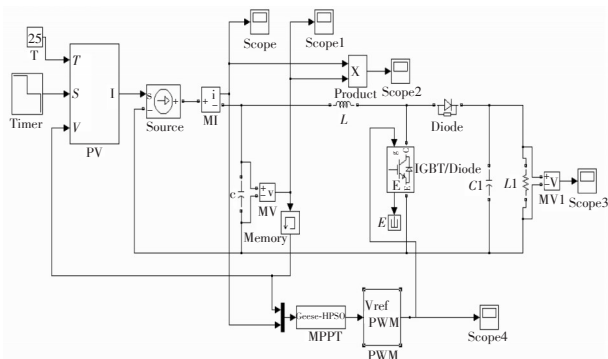 Scope
Scope1
25
T
T
S
V
I
PV
Timer
s
+
-
Source
+
-
i
MI
X
Product
Scope2
L
Diode
g
C
E
IGBT/Diode
E
c
+
-
v
MV
Memory
C1
L1
+
-
V
MV1
Scope3
Geese-HPSO
MPPT
Vref
PWM
PWM
Scope4